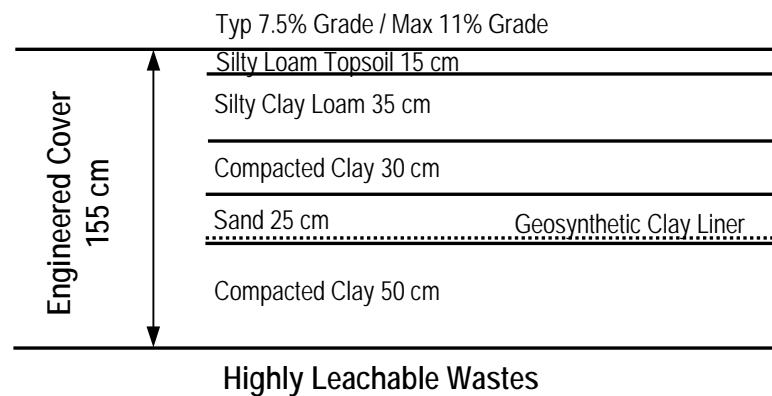 Typ 7.5% Grade / Max 11% Grade
Silty Loam Topsoil 15 cm
Silty Clay Loam 35 cm
Engineered Cover
155 cm
Compacted Clay 30 cm
Sand 25 cm
Geosynthetic Clay Liner
Compacted Clay 50 cm
Highly Leachable Wastes